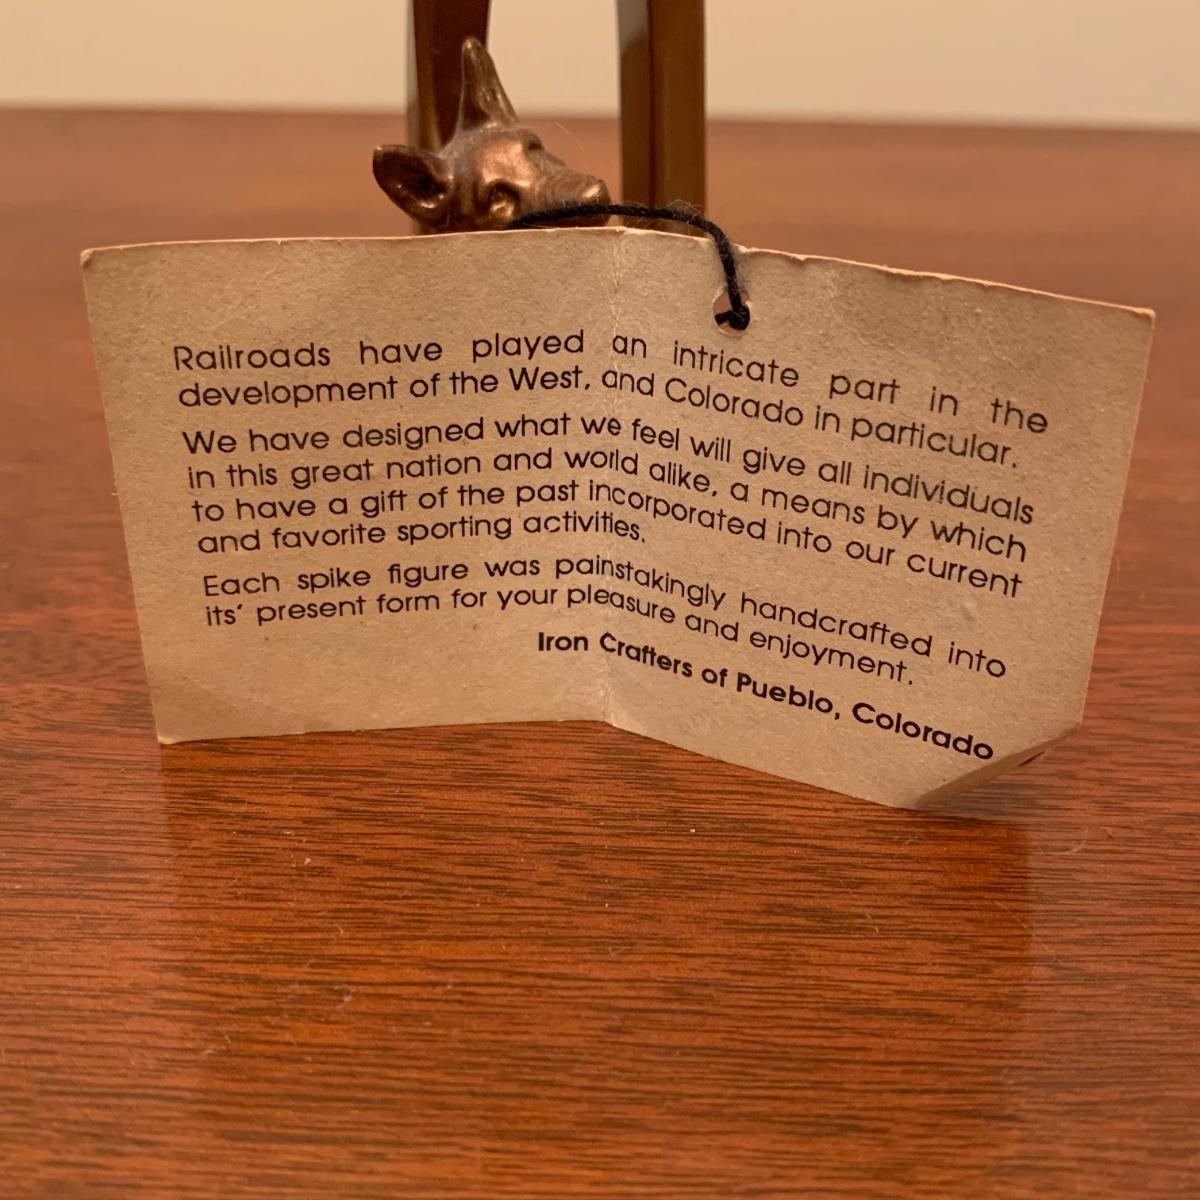 Railroads have played an intricate part in the
development of the West, and Colorado in particular.
We have designed what we feel will give all individuals
in this great nation and world alike, a means by which
to have a gift of the past incorporated into our current
and favorite sporting activities.
Each spike figure was painstakingly handcrafted into
its' present form for your pleasure and enjoyment.
Iron Crafters of Pueblo, Colorado